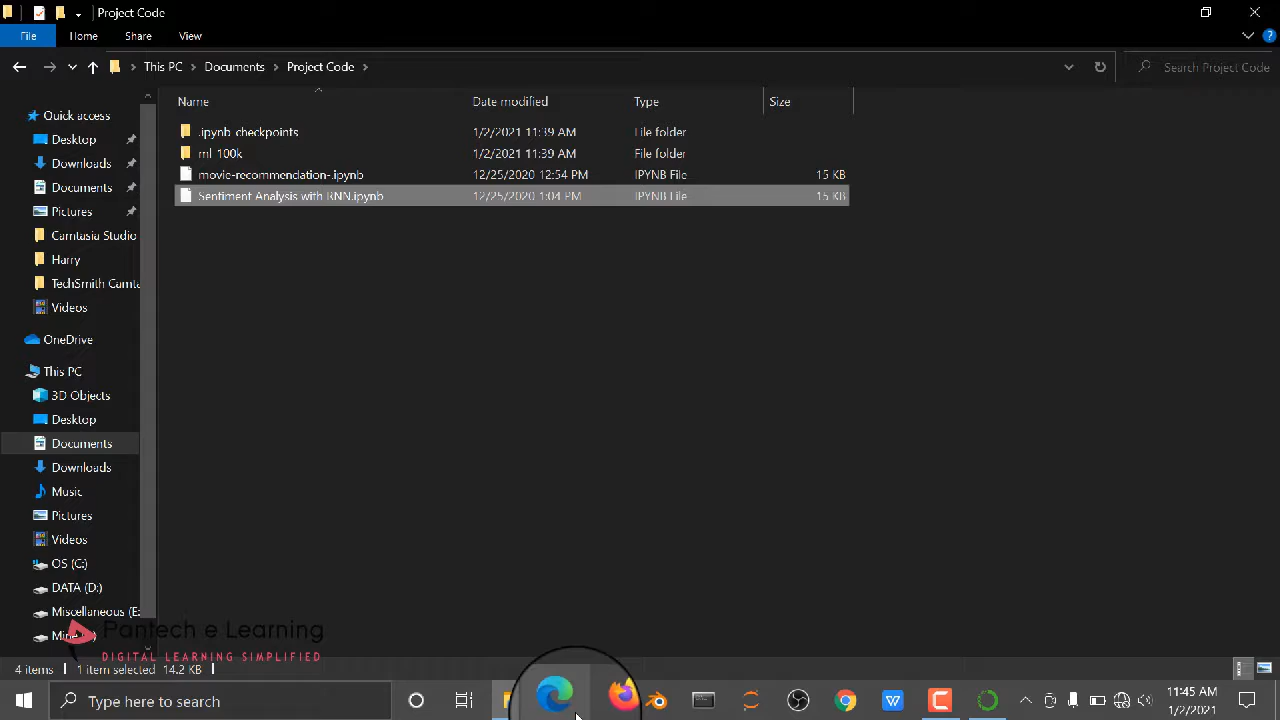 Project Code
File Home Share View
This PC Documents Project Code Search Project Code
Name Date modified Type Size
.ipynb_checkpoints 1/2/2021 11:39 AM File folder
ml-100k 1/2/2021 11:39 AM File folder
movie-recommendation-.ipynb 12/25/2020 12:54 PM IPYNB File 15 KB
Sentiment Analysis with RNN.ipynb 12/25/2020 1:04 PM IPYNB File 15 KB
Quick access
Desktop
Downloads
Documents
Pictures
Camtasia Studio
Harry
TechSmith Camta
Videos
OneDrive
This PC
3D Objects
Desktop
Documents
Downloads
Music
Pictures
Videos
OS (C:)
DATA (D:)
Miscellaneous (E:
Pantech e Learning
DIGITAL LEARNING SIMPLIFIED
4 items 1 item selected 14.2 KB
Type here to search
11:45 AM
1/2/2021